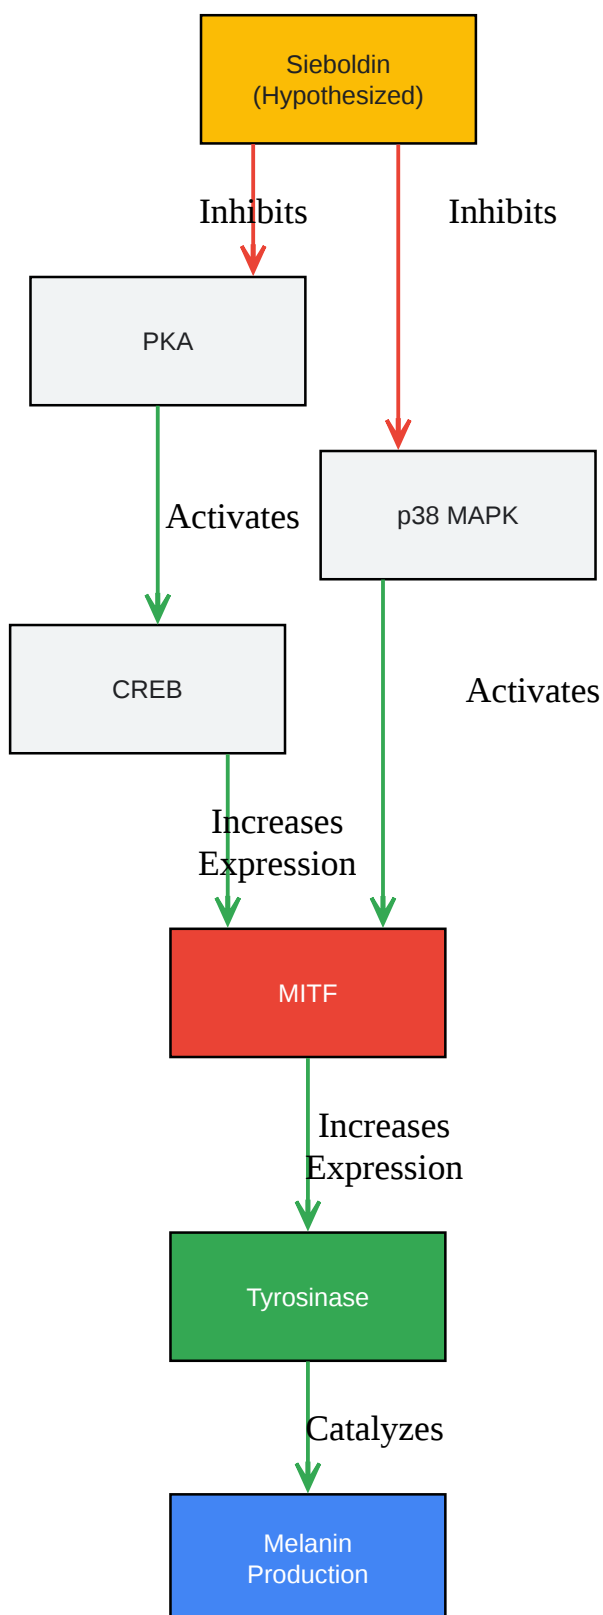 Sieboldin
(Hypothesized)
Inhibits
Inhibits
PKA
Activates
p38 MAPK
CREB
Activates
Increases
Expression
MITF
Increases
Expression
Tyrosinase
Catalyzes
Melanin
Production